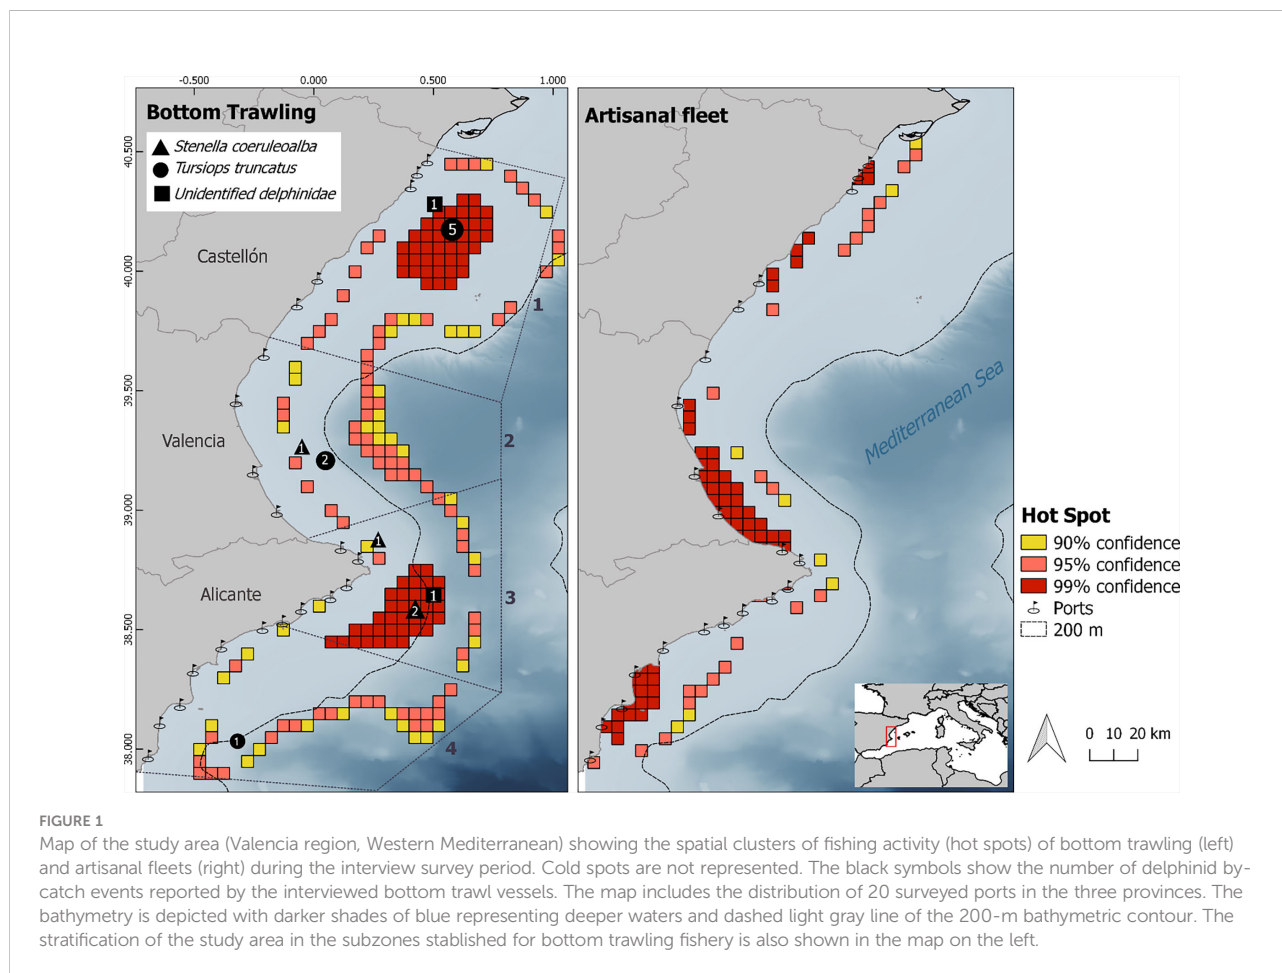 -0.500 0.000 0.500 1.000
Bottom Trawling
Stenella coeruleoalba
Tursiops truncatus
Unidentified delphinidae
40.500
40.000
39.500
39.000
38.500
38.000
Castellón
Valencia
Alicante
1
5
1
2
1
2
1
3
1
2
4
1
Artisanal fleet
Mediterranean Sea
Hot Spot
90% confidence
95% confidence
99% confidence
Ports
200 m
0 10 20 km
FIGURE 1
Map of the study area (Valencia region, Western Mediterranean) showing the spatial clusters of fishing activity (hot spots) of bottom trawling (left)
and artisanal fleets (right) during the interview survey period. Cold spots are not represented. The black symbols show the number of delphinid by-
catch events reported by the interviewed bottom trawl vessels. The map includes the distribution of 20 surveyed ports in the three provinces. The
bathymetry is depicted with darker shades of blue representing deeper waters and dashed light gray line of the 200-m bathymetric contour. The
stratification of the study area in the subzones stablished for bottom trawling fishery is also shown in the map on the left.